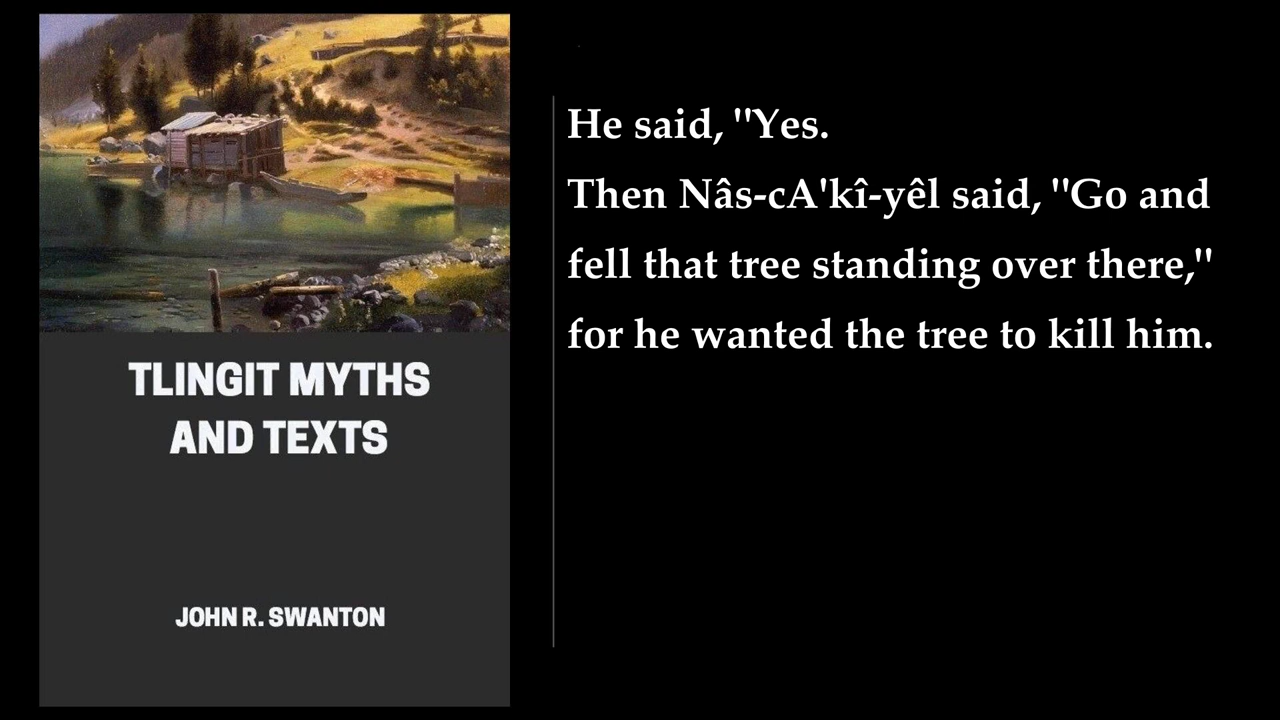 TLINGIT MYTHS
AND TEXTS
JOHN R. SWANTON
He said, "Yes.
Then Nâs-cA'kî-yêl said, "Go and
fell that tree standing over there,"
for he wanted the tree to kill him.